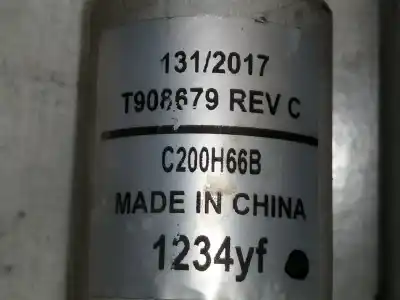 131/2017
T908679 REV C
C200H66B
MADE IN CHINA
1234yf